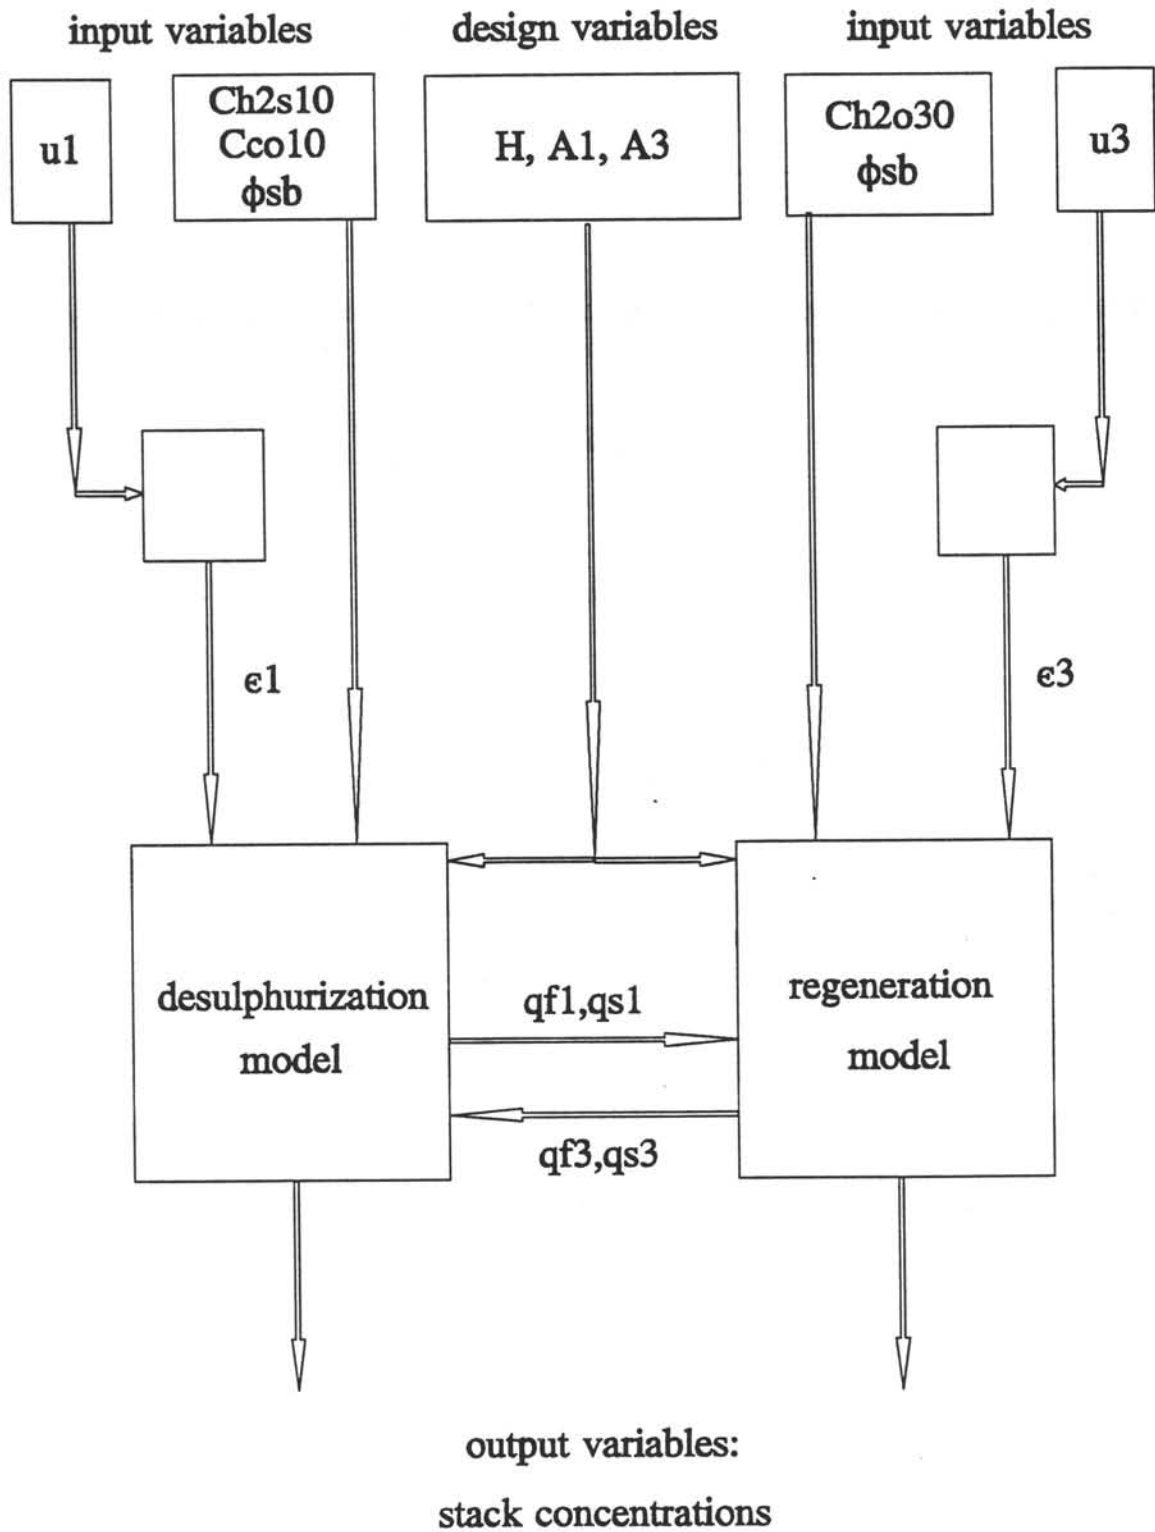 input variables
design variables
input variables
u1
Ch2s10
Cco10
ϕsb
H, A1, A3
Ch2o30
ϕsb
u3
ϵ1
ϵ3
desulphurization
model
qf1,qs1
qf3,qs3
regeneration
model
output variables:
stack concentrations